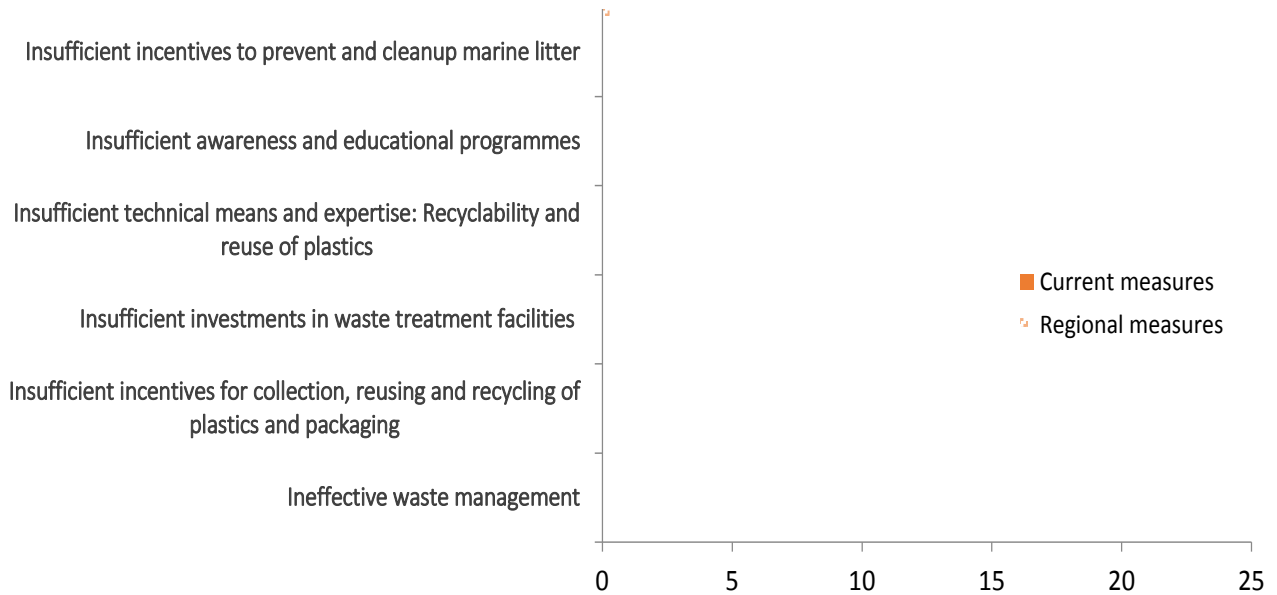 Insufficient incentives to prevent and cleanup marine litter
Insufficient awareness and educational programmes
Insufficient technical means and expertise: Recyclability and
reuse of plastics
Insufficient investments in waste treatment facilities
Insufficient incentives for collection, reusing and recycling of
plastics and packaging
Ineffective waste management
Current measures
Regional measures
0 5 10 15 20 25